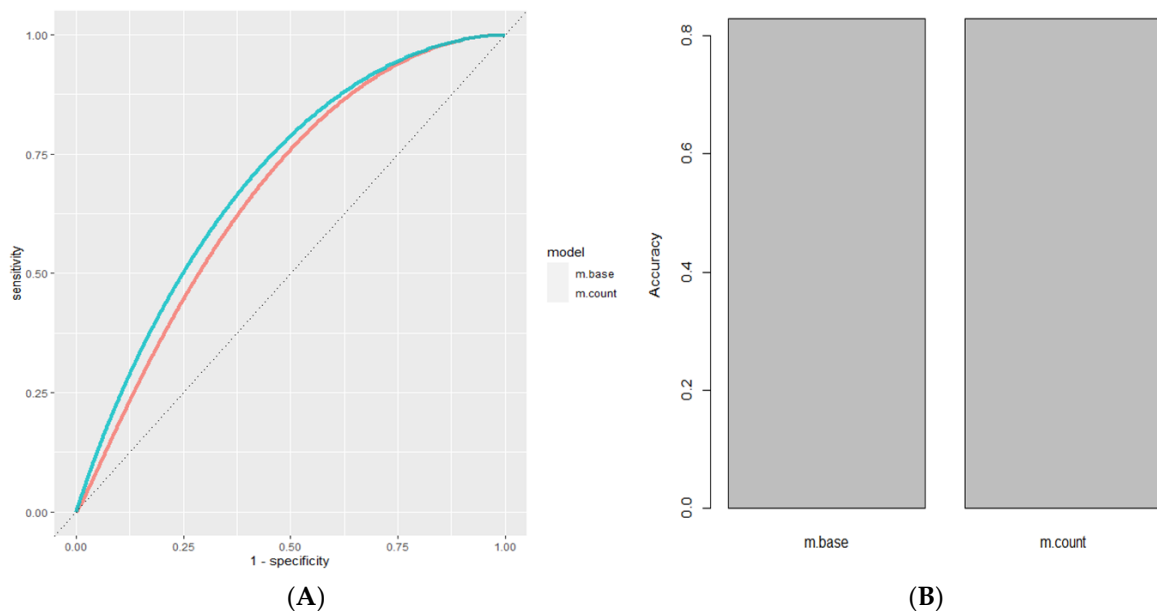 1.00
0.75
0.50
0.25
0.00
sensitivity
0.00 0.25 0.50 0.75 1.00
1 - specificity
model
m.base
m.count
(A)
0.8
0.6
0.4
0.2
0.0
Accuracy
m.base m.count
(B)